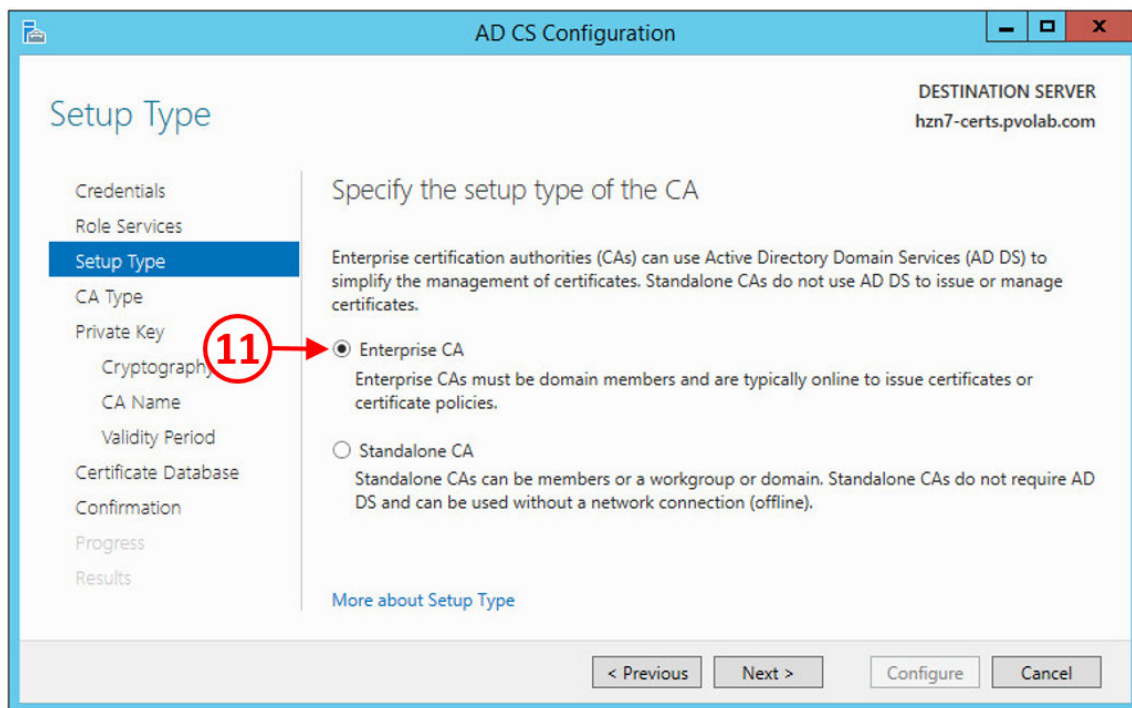 AD CS Configuration
DESTINATION SERVER
hzn7-certs.pvolab.com
Setup Type
Credentials
Role Services
Setup Type
CA Type
Private Key
Cryptography
CA Name
Validity Period
Certificate Database
Confirmation
Progress
Results
Specify the setup type of the CA
Enterprise certification authorities (CAs) can use Active Directory Domain Services (AD DS) to
simplify the management of certificates. Standalone CAs do not use AD DS to issue or manage
certificates.
11
Enterprise CA
Enterprise CAs must be domain members and are typically online to issue certificates or
certificate policies.
Standalone CA
Standalone CAs can be members or a workgroup or domain. Standalone CAs do not require AD
DS and can be used without a network connection (offline).
More about Setup Type
< Previous
Next >
Configure
Cancel